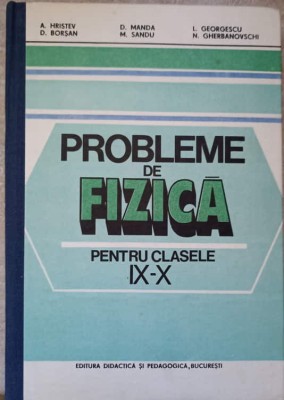 A. HRISTEV D. MANDA L. GEORGESCU
D. BORŞAN M. SANDU N. GHERBANOVSCHI
PROBLEME
DE
FIZICĂ
PENTRU CLASELE
IX-X
EDITURA DIDACTICĂ ŞI PEDAGOGICĂ, BUCUREŞTI